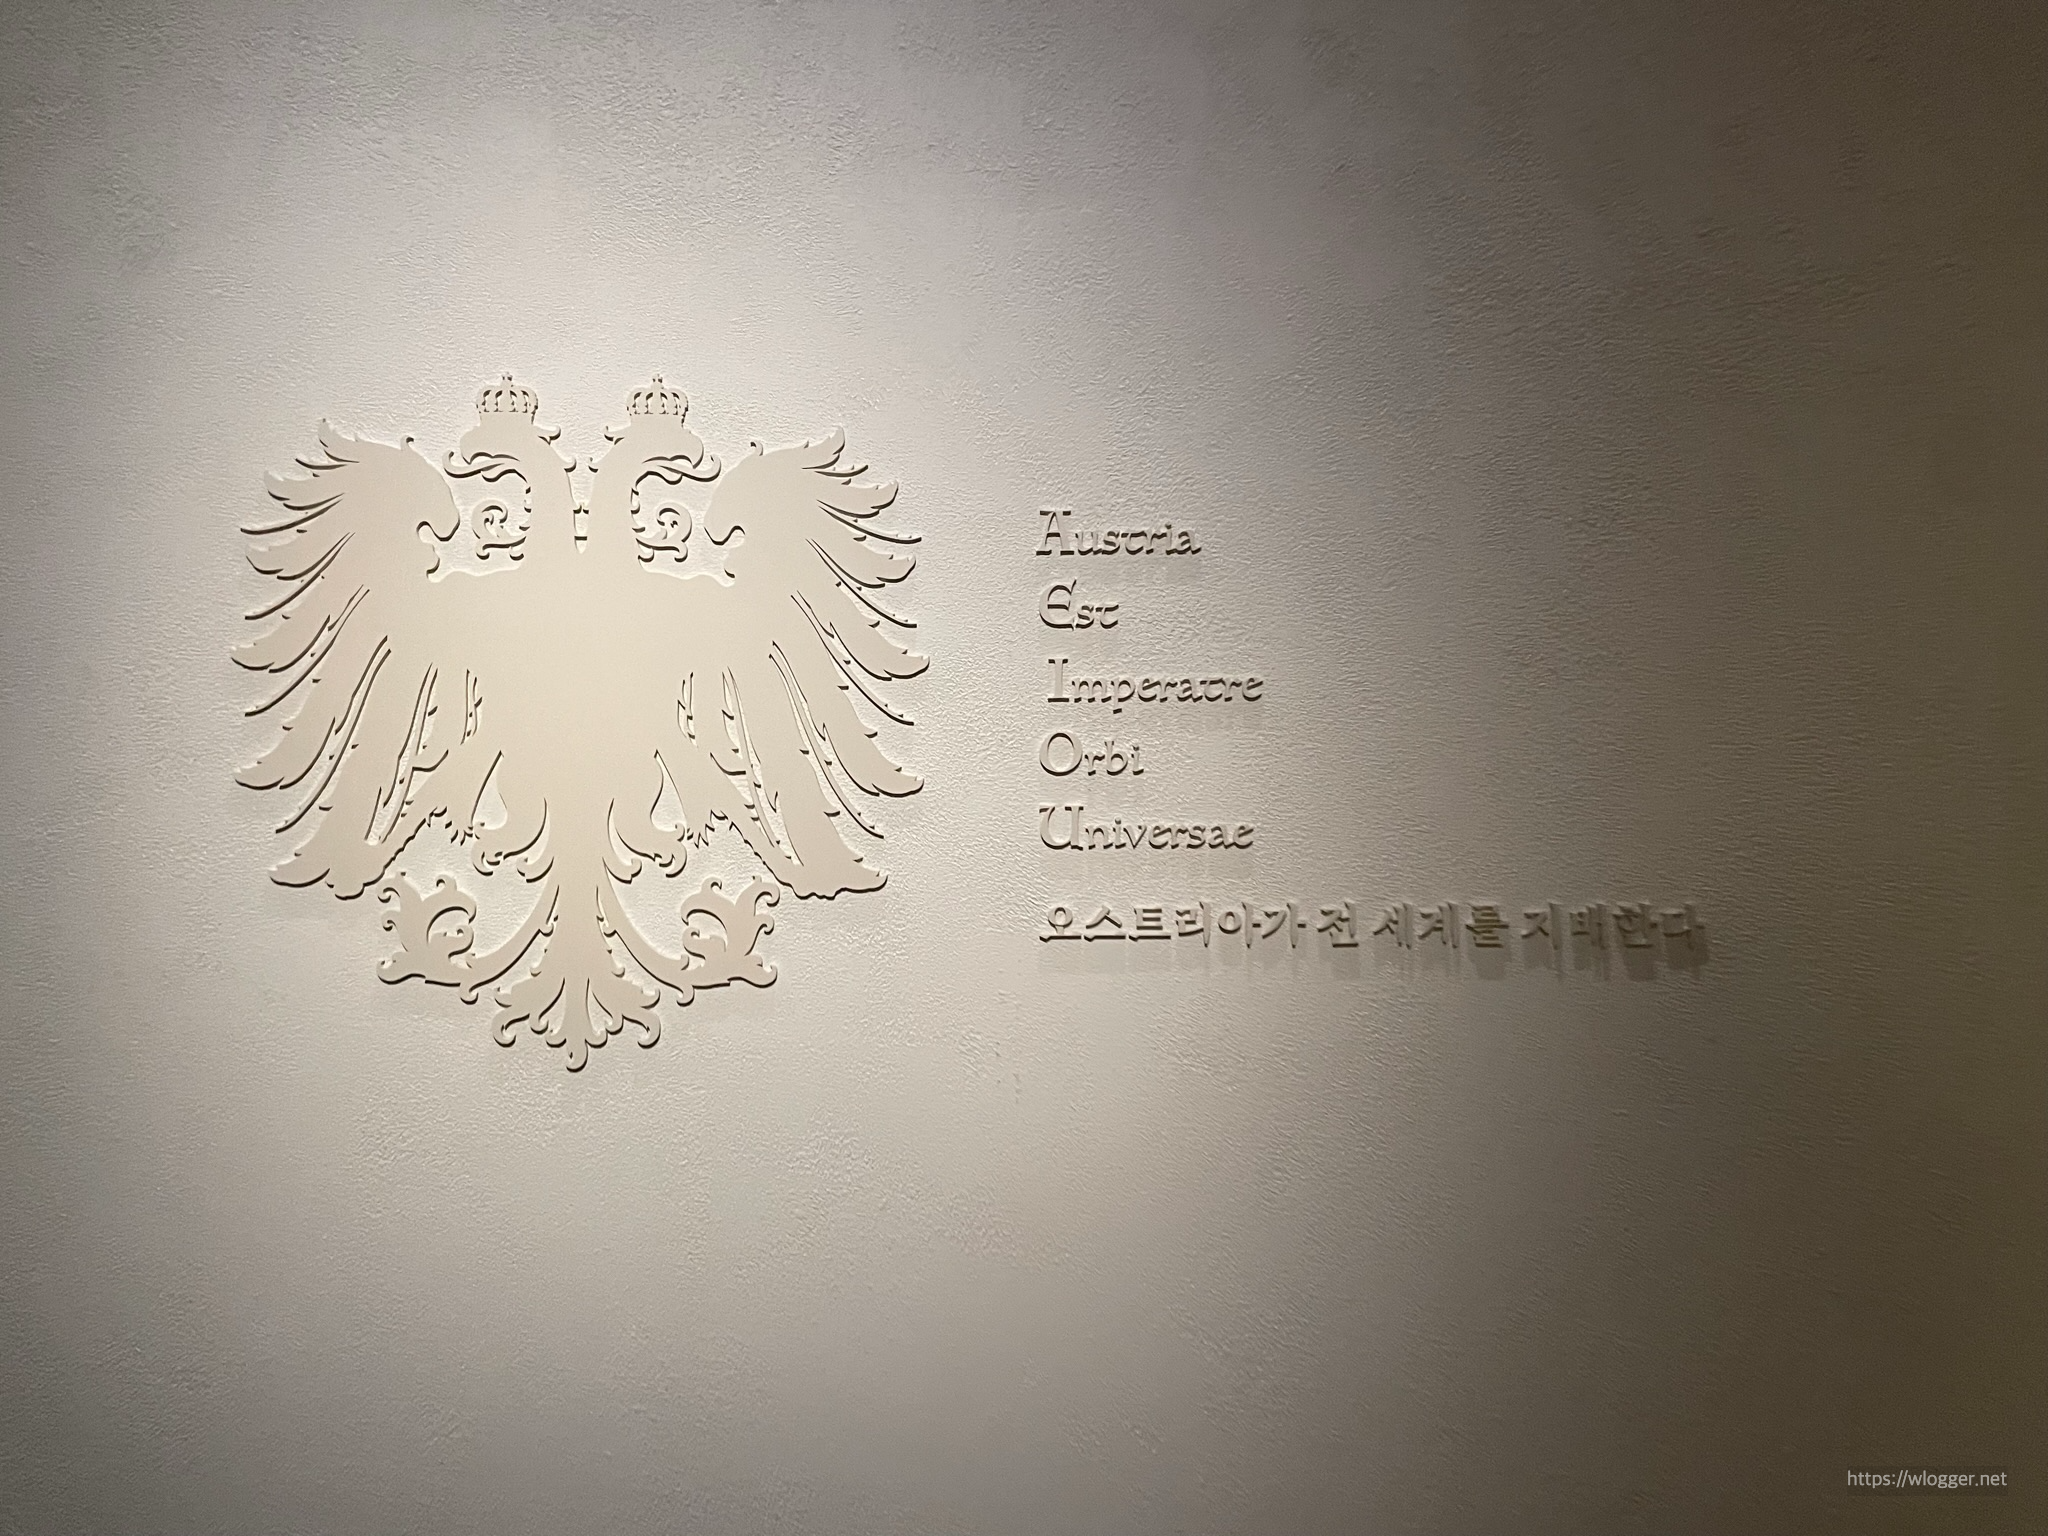 Austria
Est
Imperatre
Orbi
Universae
오스트리아가 전 세계를 지배한다
https://wlogger.net